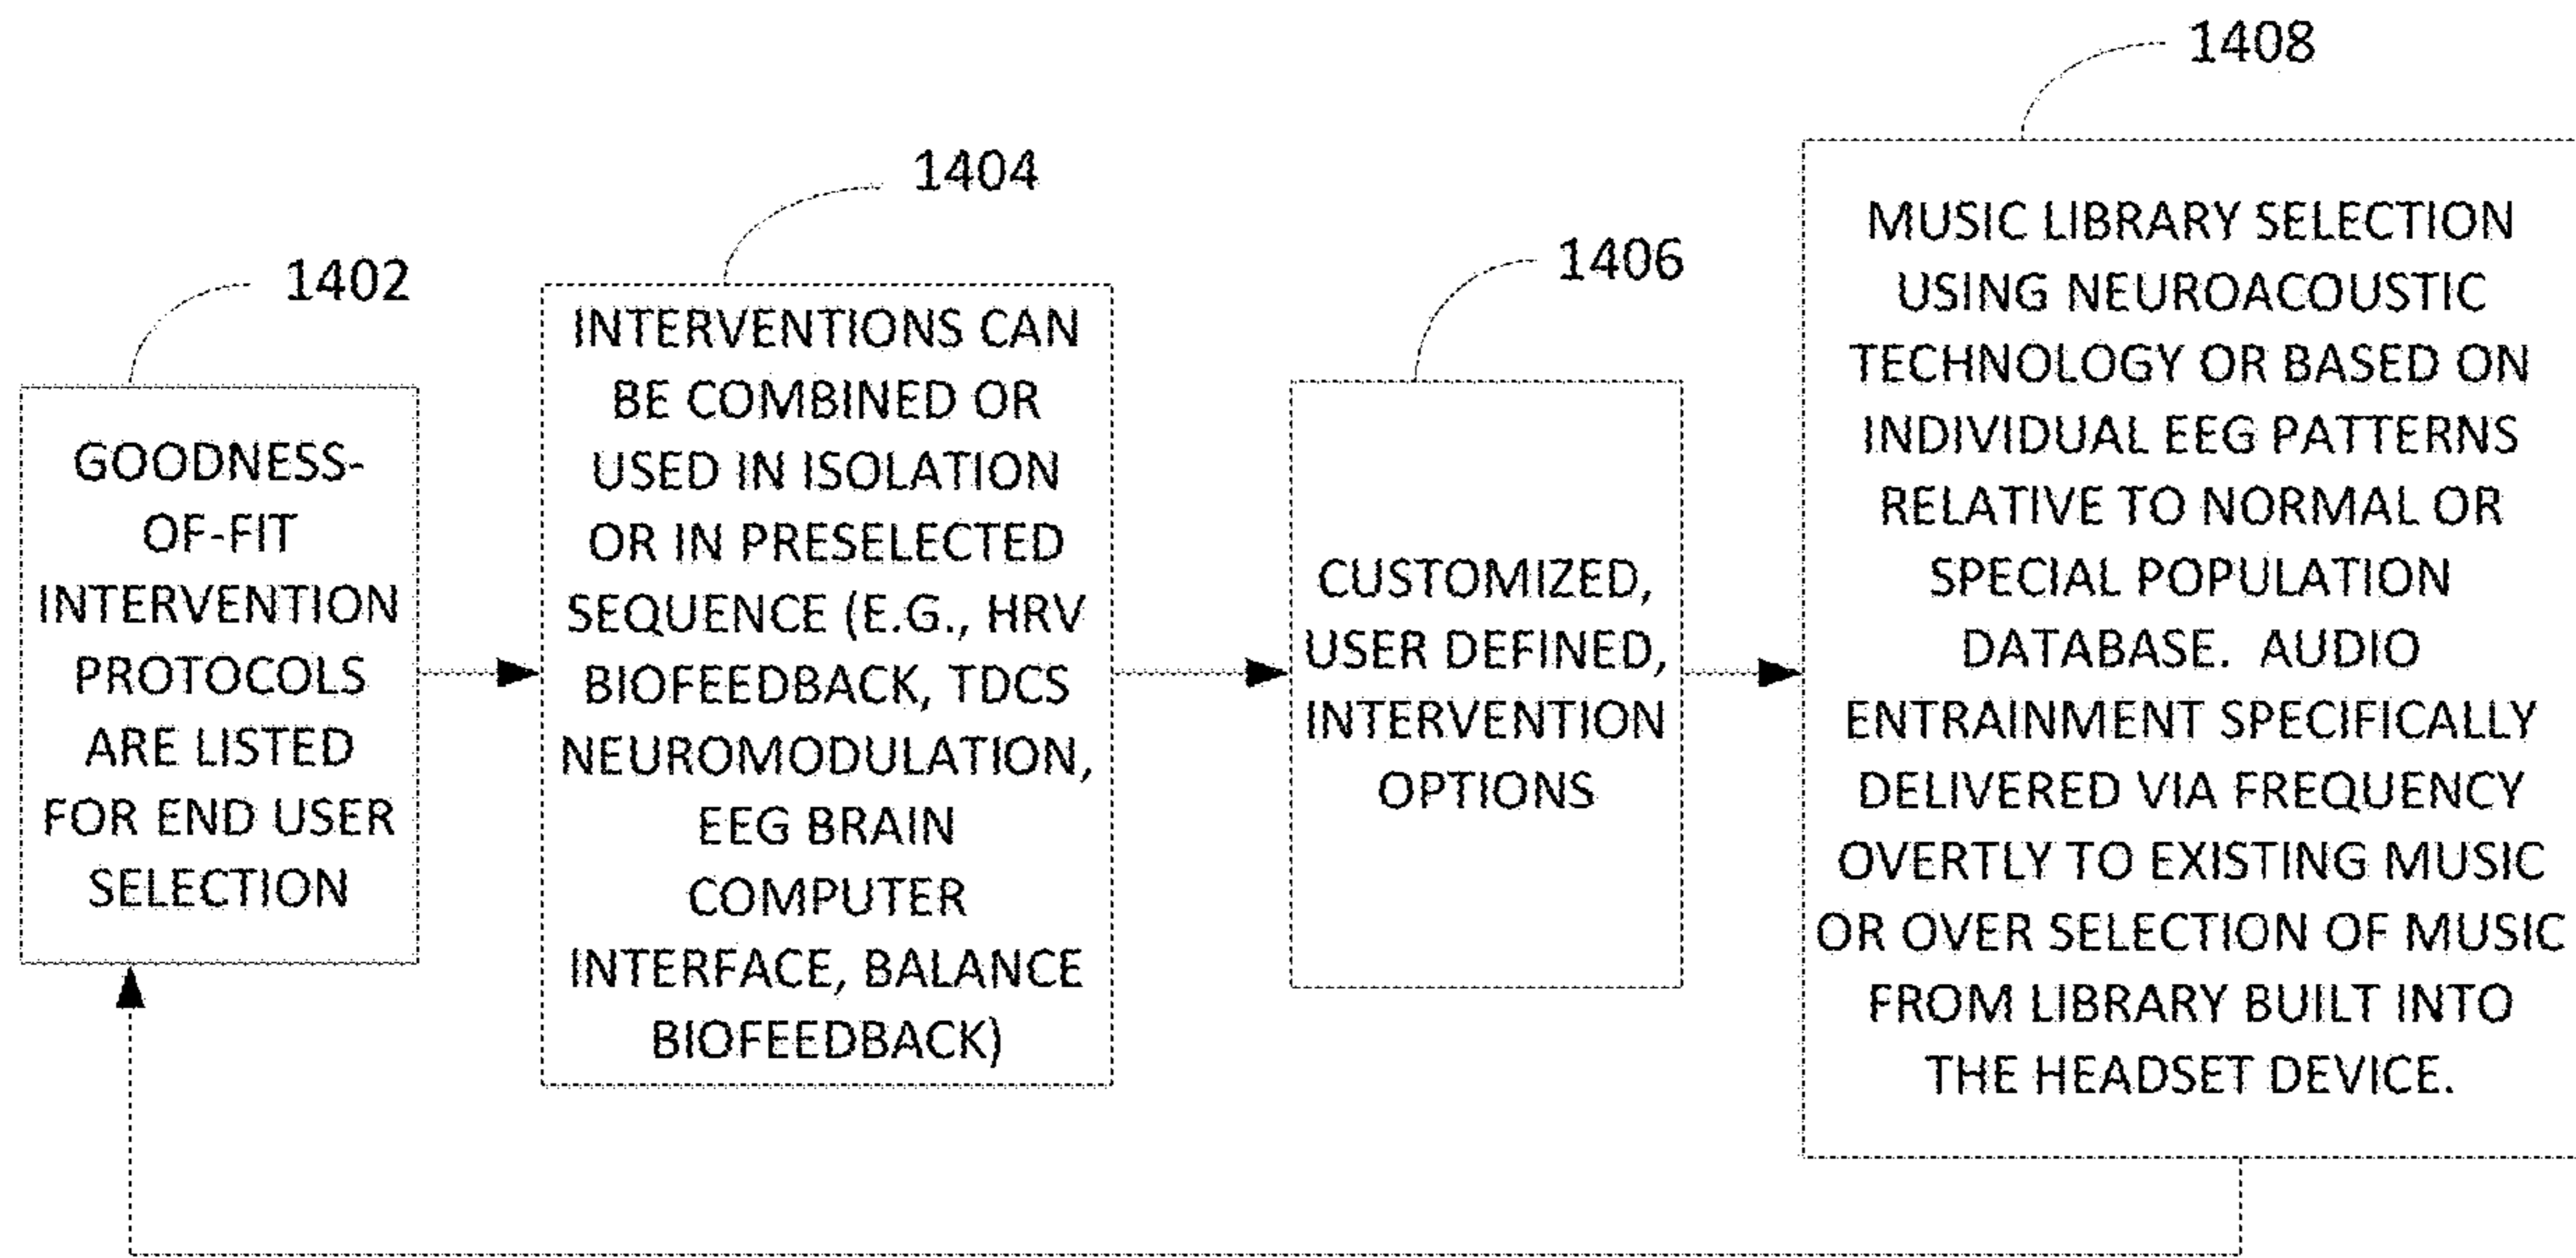 1402
GOODNESS-
OF-FIT
INTERVENTION
PROTOCOLS
ARE LISTED
FOR END USER
SELECTION
1404
INTERVENTIONS CAN
BE COMBINED OR
USED IN ISOLATION
OR IN PRESELECTED
SEQUENCE (E.G., HRV
BIOFEEDBACK, TDCS
NEUROMODULATION,
EEG BRAIN
COMPUTER
INTERFACE, BALANCE
BIOFEEDBACK)
1406
CUSTOMIZED,
USER DEFINED,
INTERVENTION
OPTIONS
1408
MUSIC LIBRARY SELECTION
USING NEUROACOUSTIC
TECHNOLOGY OR BASED ON
INDIVIDUAL EEG PATTERNS
RELATIVE TO NORMAL OR
SPECIAL POPULATION
DATABASE. AUDIO
ENTRAINMENT SPECIFICALLY
DELIVERED VIA FREQUENCY
OVERTLY TO EXISTING MUSIC
OR OVER SELECTION OF MUSIC
FROM LIBRARY BUILT INTO
THE HEADSET DEVICE.